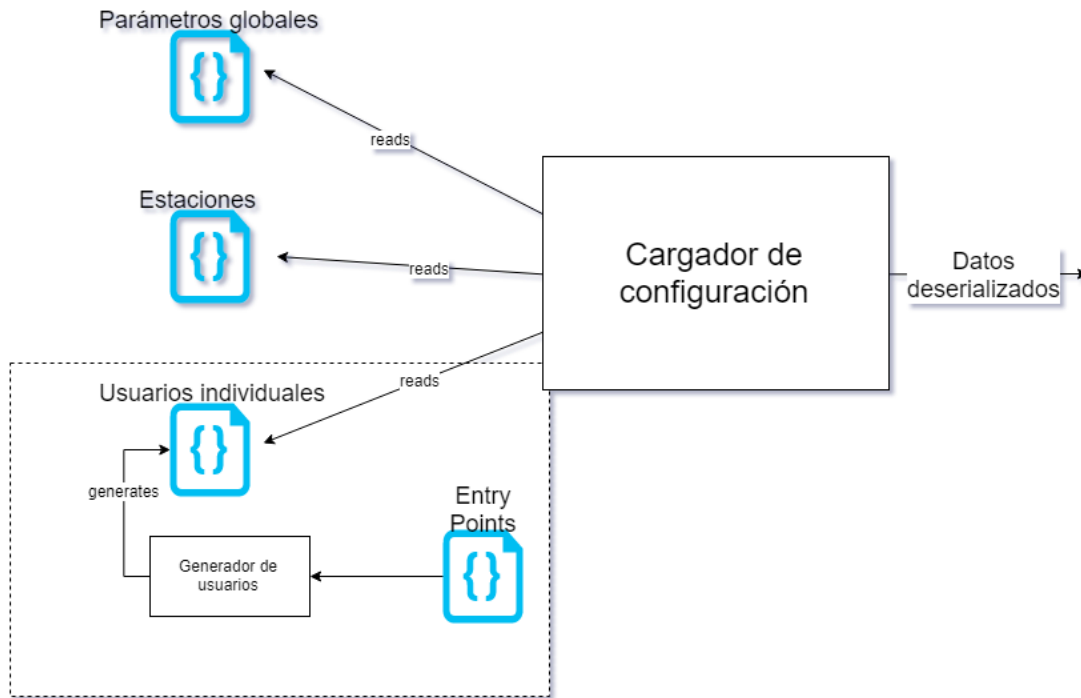 Parámetros globales
{}
reads
Estaciones
{}
reads
Cargador de
configuración
Datos
deserializados
reads
Usuarios individuales
{}
generates
Entry
Points
{}
Generador de
usuarios